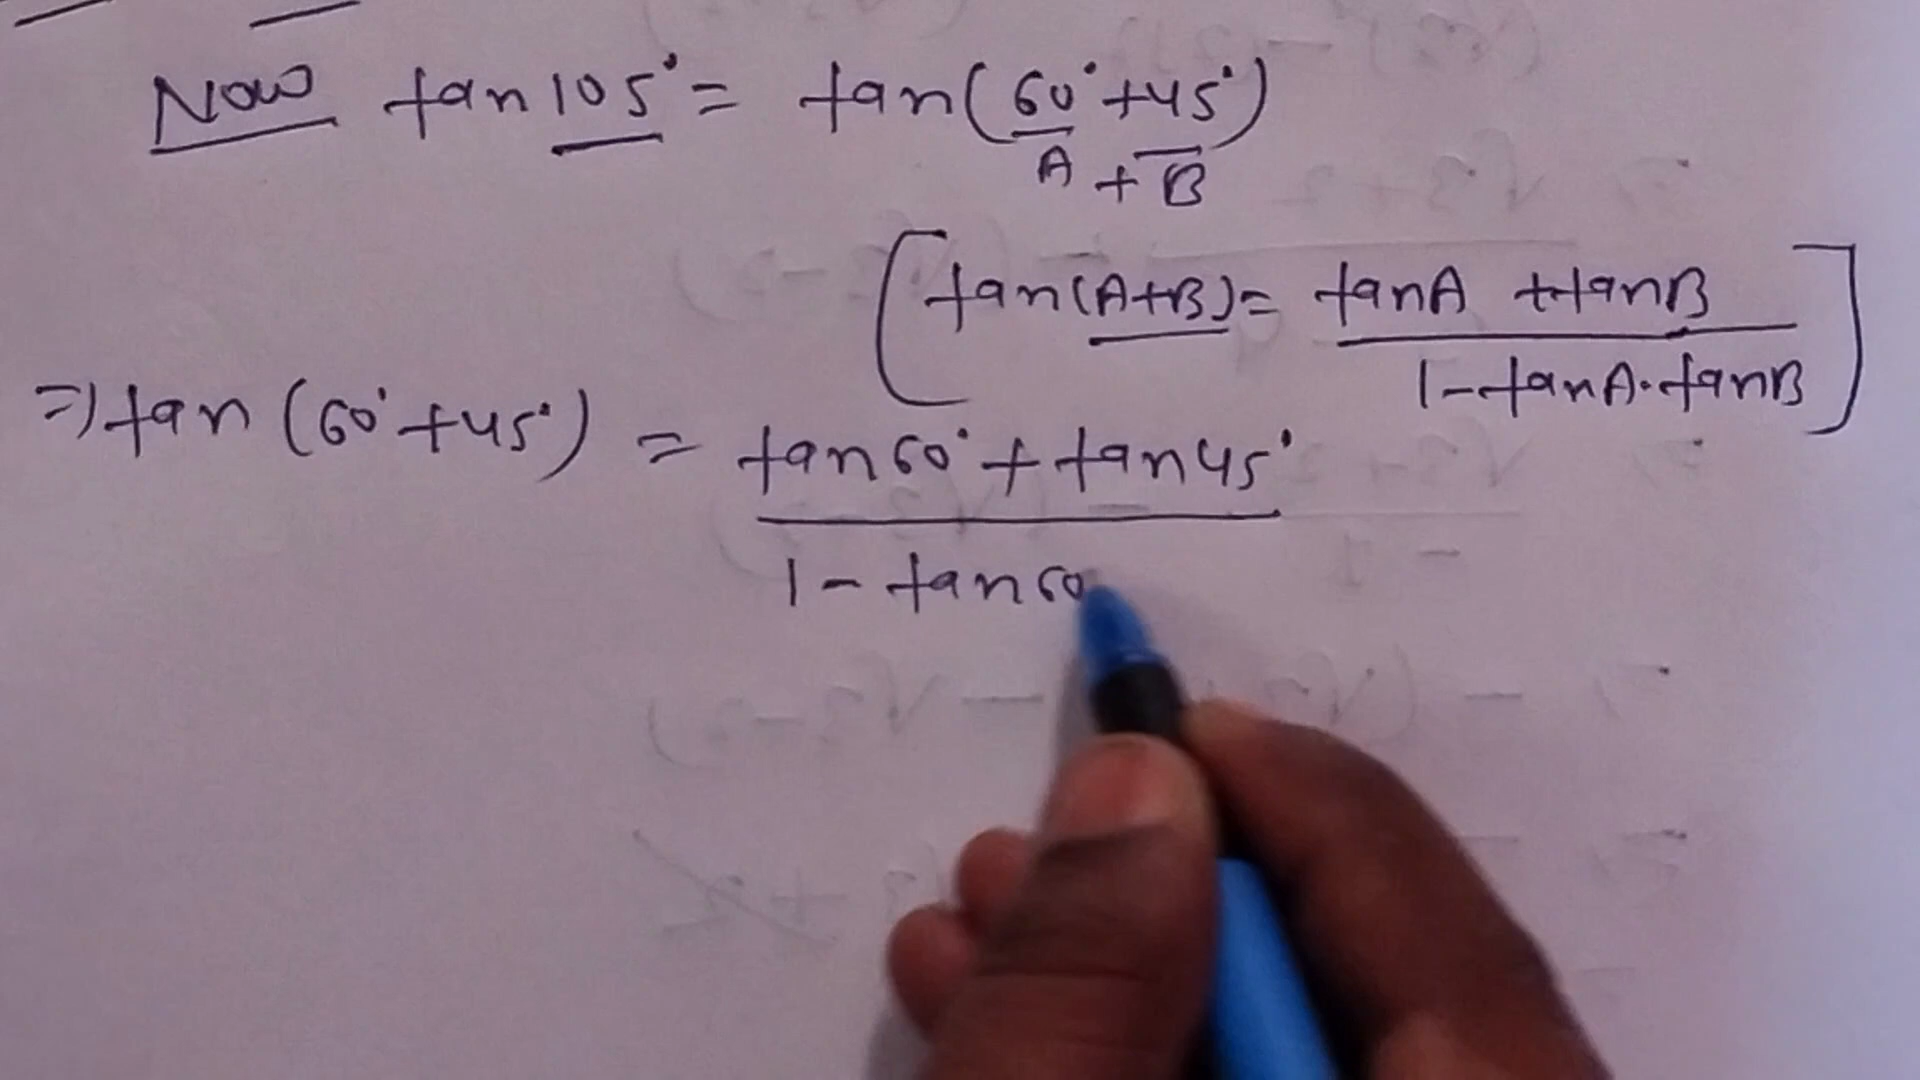 Now tan 105° = tan(60° + 45°)
A + B
[tan(A+B) = tanA + tanB
1 - tanA·tanB]
⇒ tan (60° + 45°) = tan60° + tan45°
1 - tan60